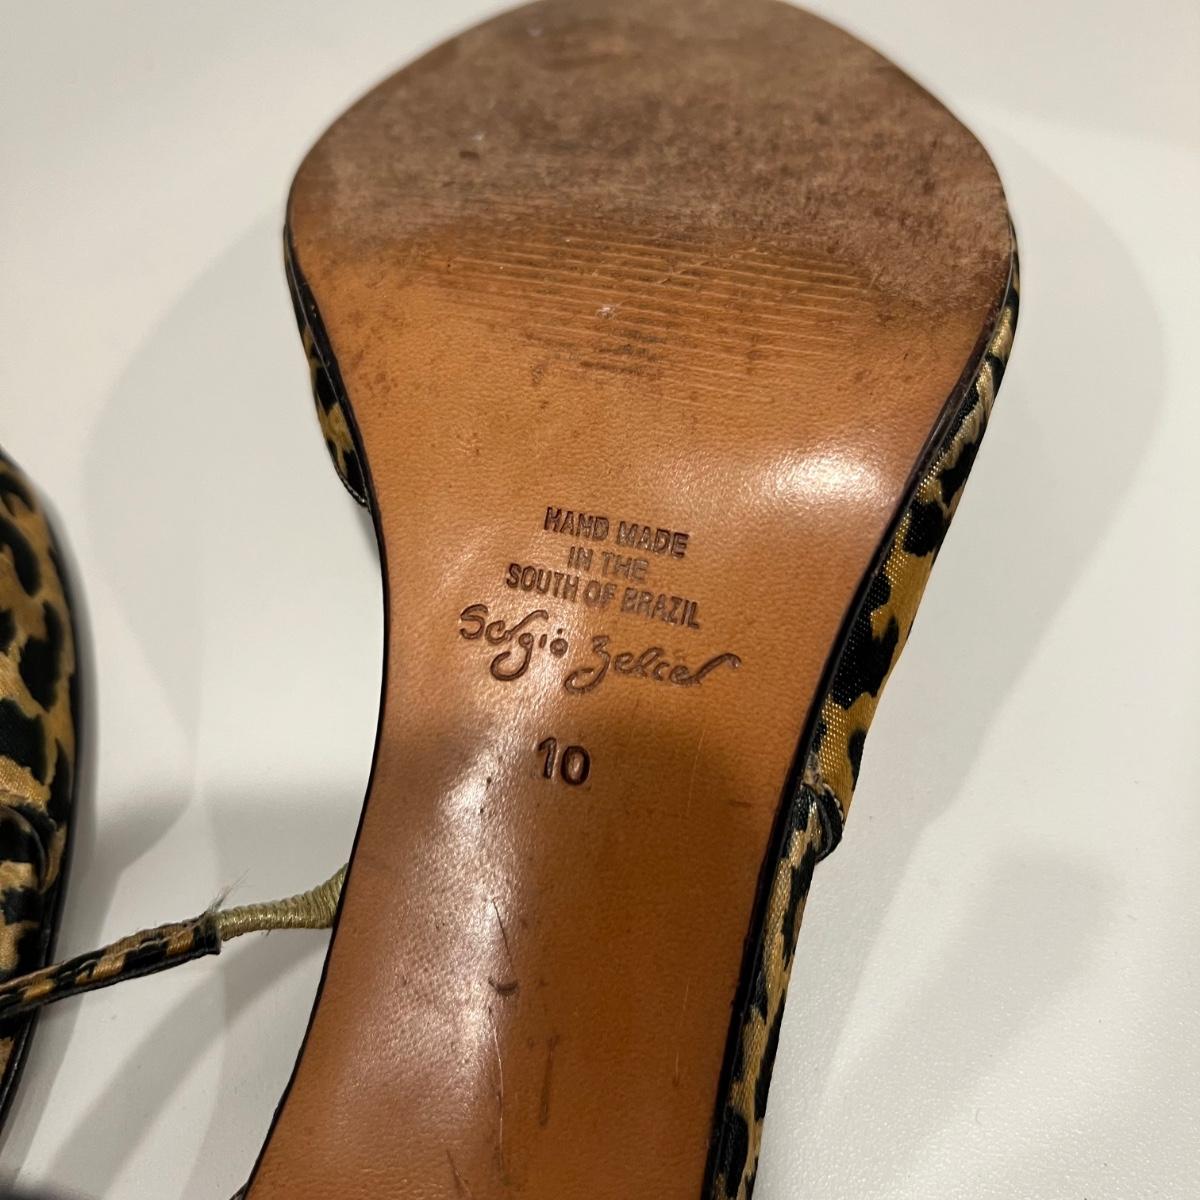 HAND MADE
IN THE
SOUTH OF BRAZIL
Sergio Zelcer
10